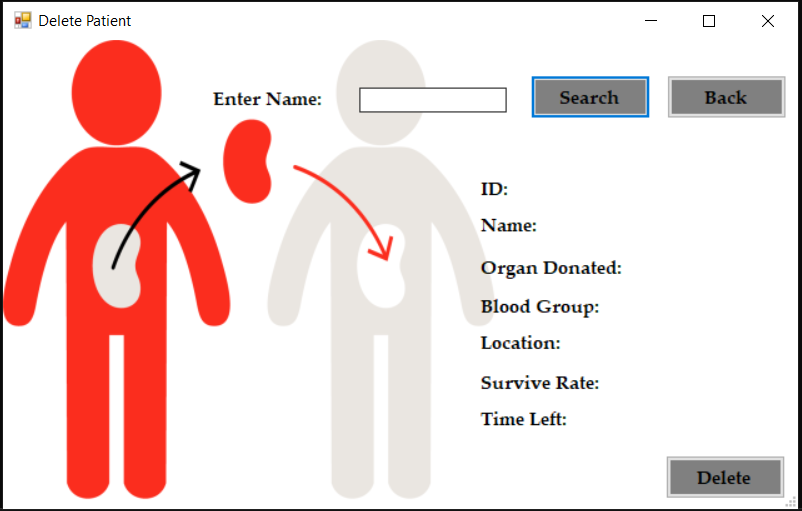 Delete Patient
Enter Name:
Search
Back
ID:
Name:
Organ Donated:
Blood Group:
Location:
Survive Rate:
Time Left:
Delete